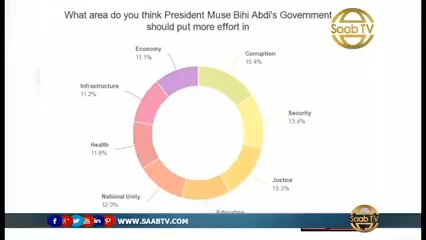 What area do you think President Muse Bihi Abdi's Government
should put more effort in
Saab TV
Economy
11.1%
Corruption
15.4%
Infrastructure
11.2%
Security
13.4%
Health
11.6%
Justice
13.3%
National Unity
12.0%
Education
WWW.SAABTV.COM
Saab TV